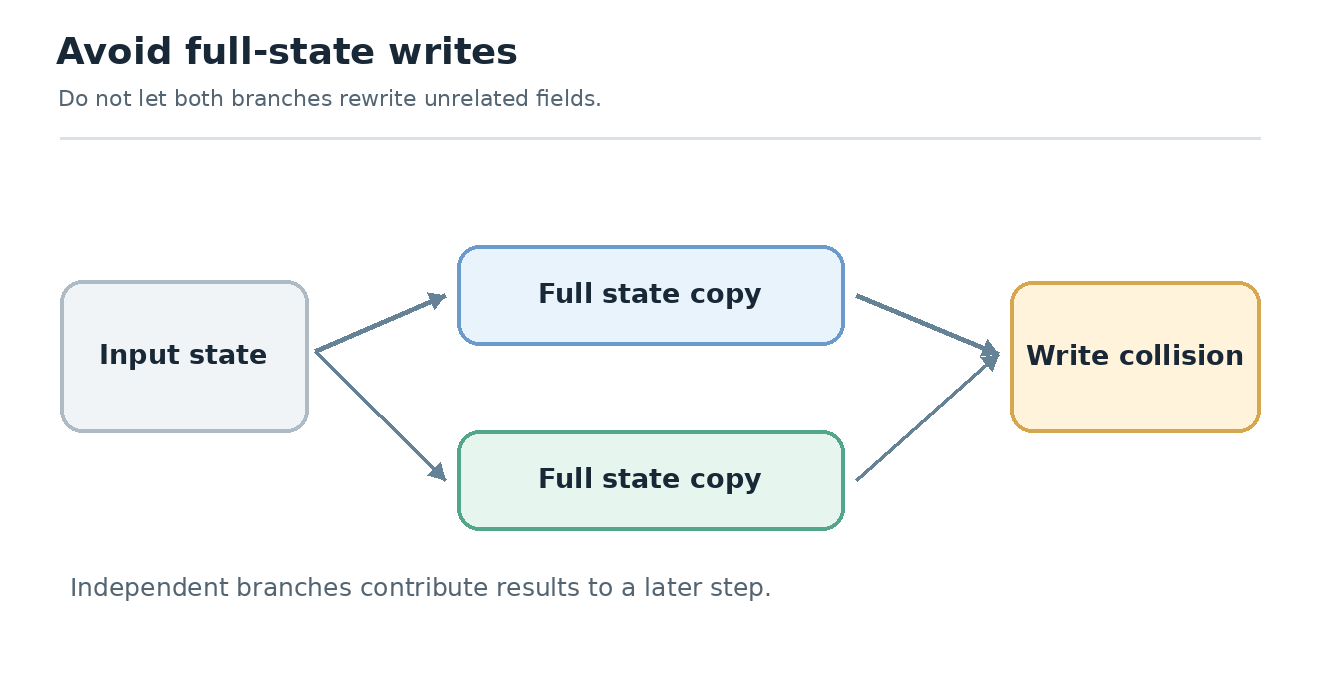 Avoid full-state writes
Do not let both branches rewrite unrelated fields.
Full state copy
Input state
Write collision
Full state copy
Independent branches contribute results to a later step.